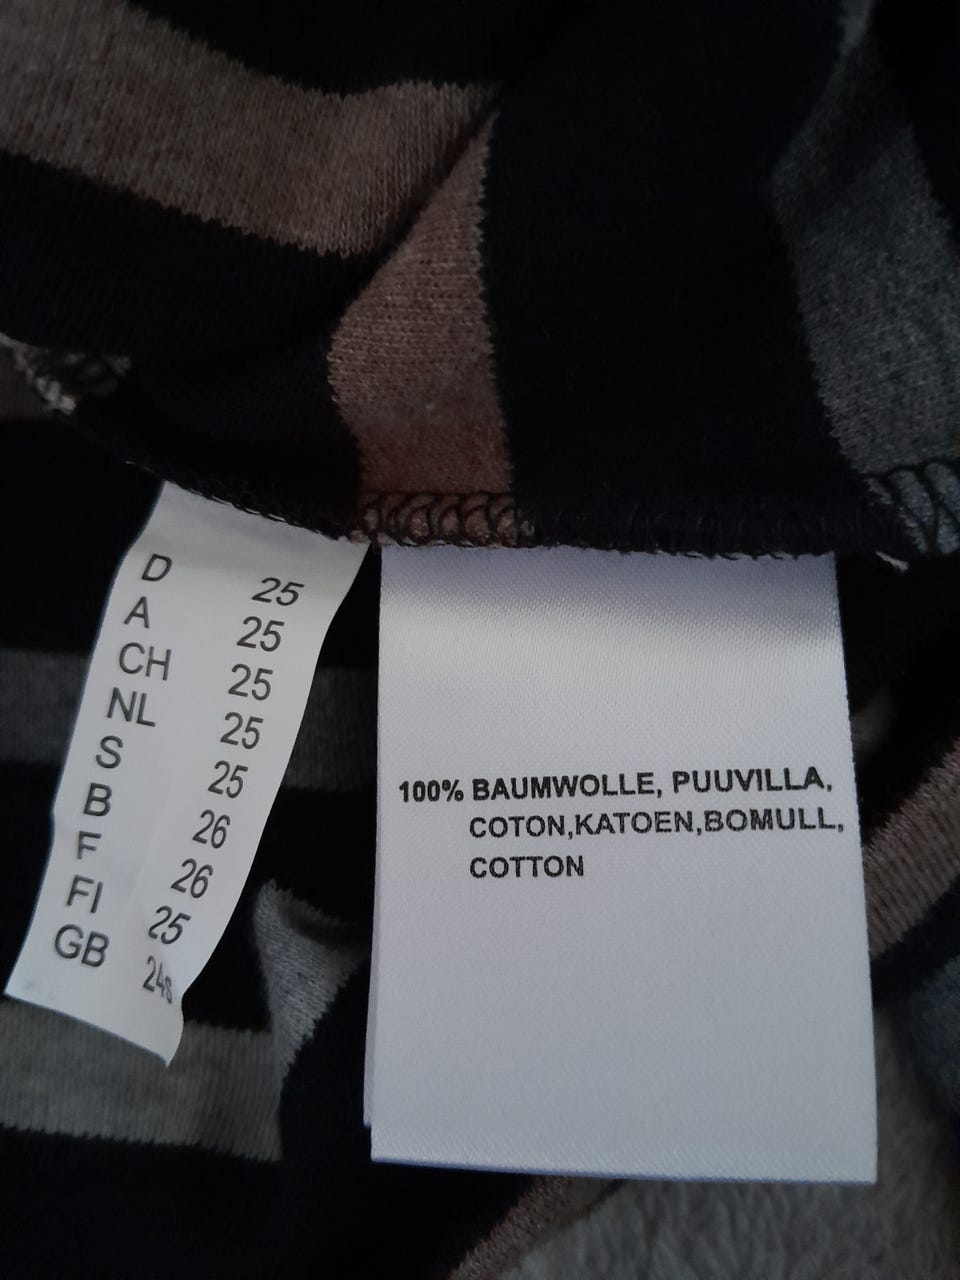 D 25
A 25
CH 25
NL 25
S 25
B 26
F 26
FI 25
GB 24s
100% BAUMWOLLE, PUUVILLA,
COTON,KATOEN,BOMULL,
COTTON